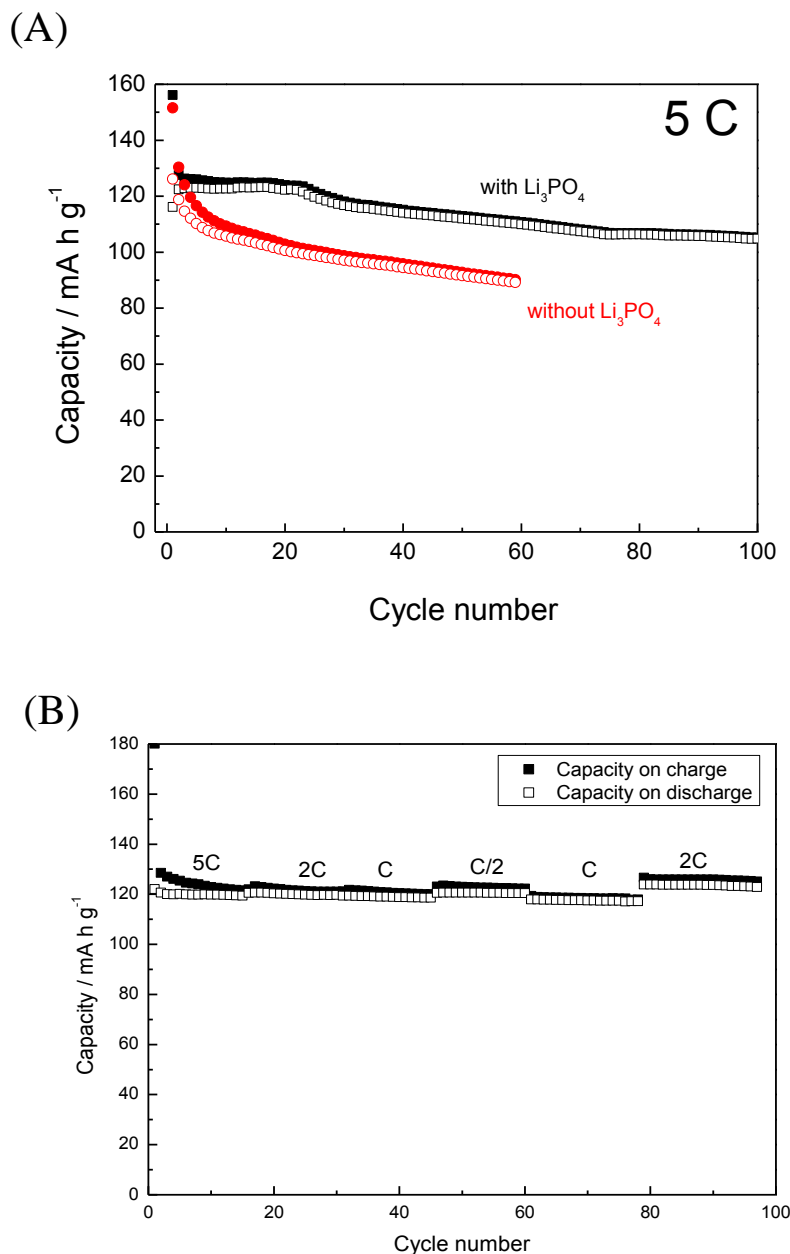 (A)
160
140
120
100
80
60
40
20
0
5 C
with Li₃PO₄
without Li₃PO₄
Capacity / mA h g⁻¹
0 20 40 60 80 100
Cycle number
(B)
180
160
140
120
100
80
60
40
20
0
Capacity on charge
Capacity on discharge
5C 2C C C/2 C 2C
Capacity / mA h g⁻¹
0 20 40 60 80 100
Cycle number